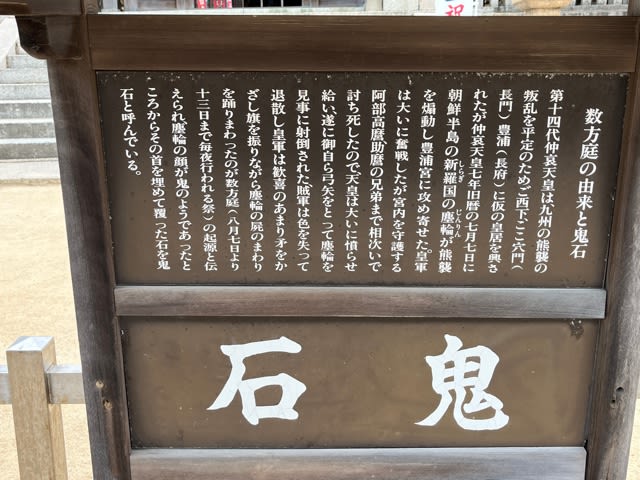 祝
数方庭の由来と鬼石
第十四代仲哀天皇は九州の熊襲の
叛乱を平定のためご西下、ここ穴門(
長門)豊浦(長府)に仮の皇居を興さ
れたが仲哀天皇七年旧暦の七月七日に
朝鮮半島の新羅国の塵輪が熊襲
しらぎ
じんりん
を煽動し豊浦宮に攻め寄せた。皇軍
は大いに奮戦したが宮内を守護する
阿部高麿、助麿の兄弟まで相次いで
討ち死したので天皇は大いに憤らせ
給い、遂に御自ら弓矢をとって塵輪を
見事に射倒された。賊軍は色を失って
退散し皇軍は歓喜のあまり矛をか
ざし旗を振りながら塵輪の屍のまわり
を踊りまわったのが数方庭(八月七日より
十三日まで毎夜行われる祭)の起源と伝
えられ塵輪の顔が鬼のようであったと
ころからその首を埋めて覆った石を鬼
石と呼んでいる。
鬼石